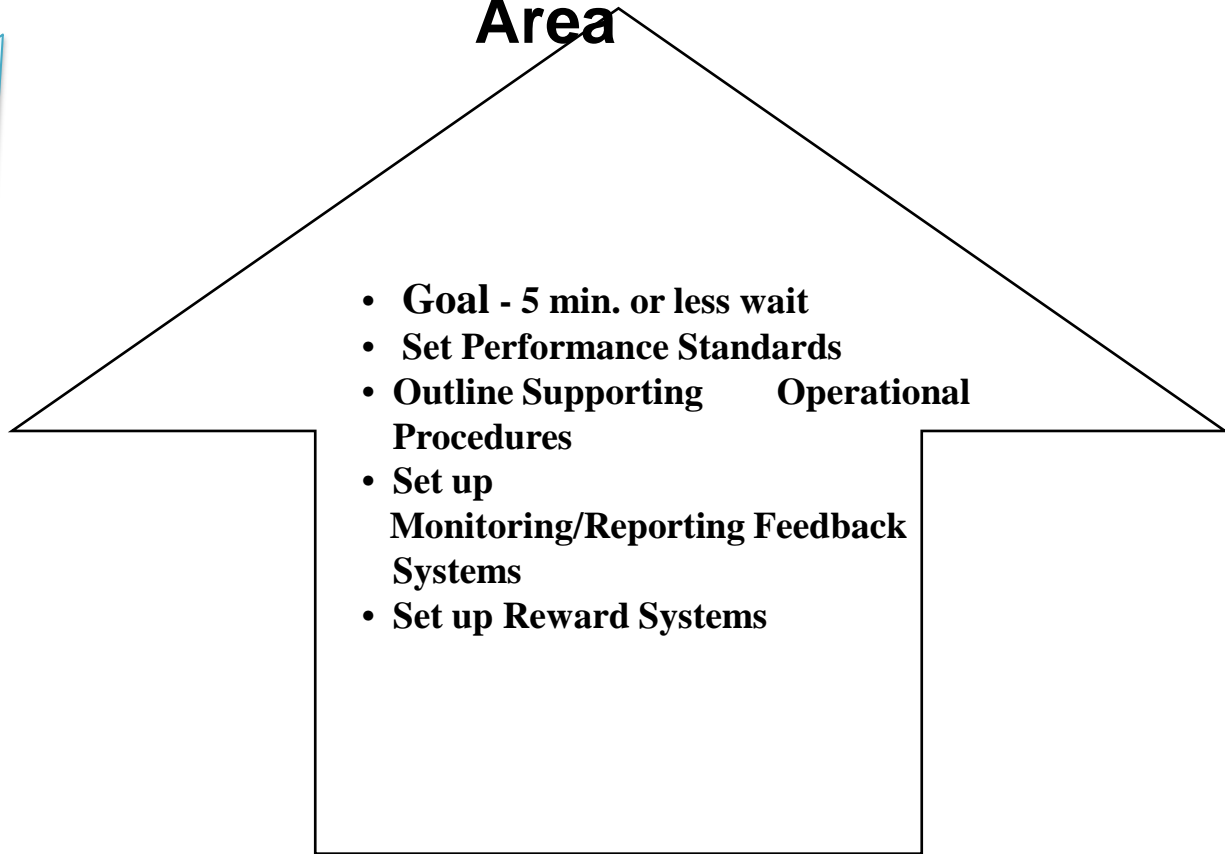 Area
• Goal - 5 min. or less wait
• Set Performance Standards
• Outline Supporting Operational
Procedures
• Set up
Monitoring/Reporting Feedback
Systems
• Set up Reward Systems